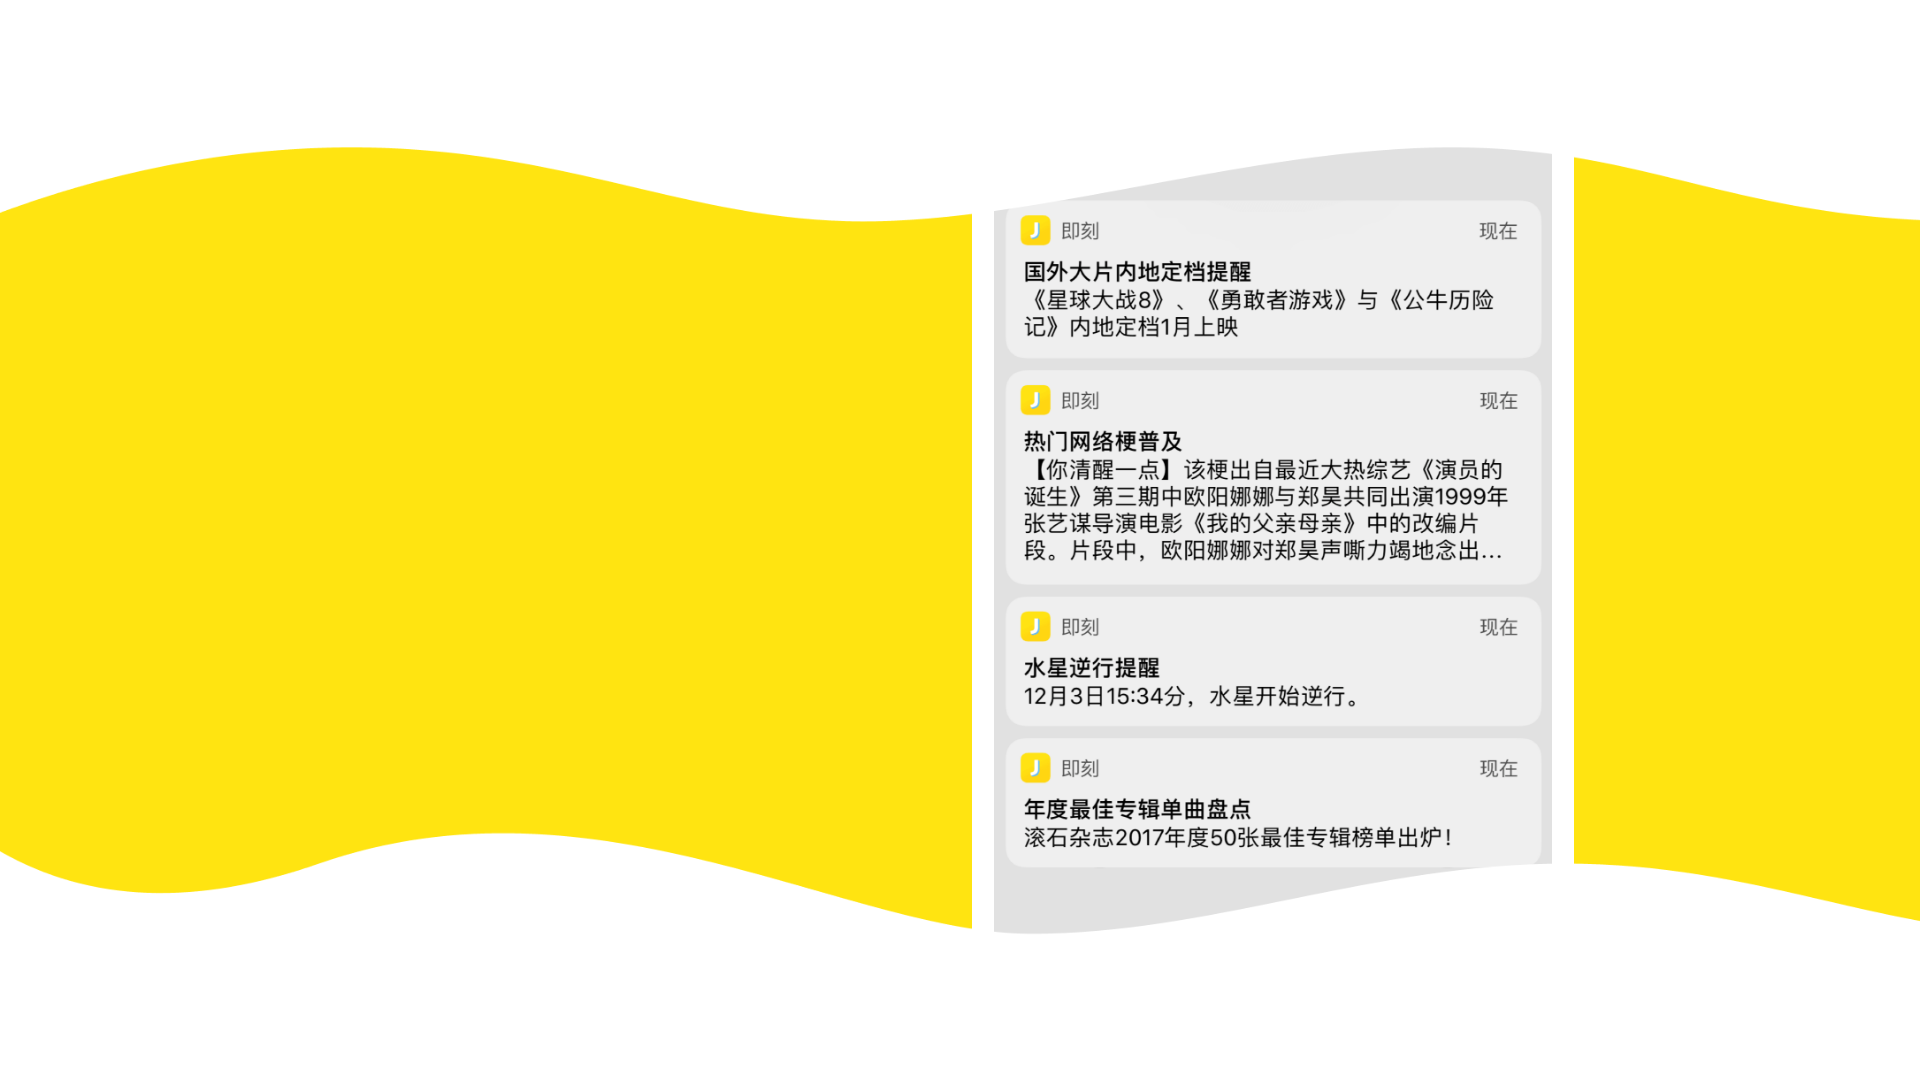 J 即刻 现在
国外大片内地定档提醒
《星球大战8》、《勇敢者游戏》与《公牛历险
记》内地定档1月上映
J 即刻 现在
热门网络梗普及
【你清醒一点】该梗出自最近大热综艺《演员的
诞生》第三期中欧阳娜娜与郑昊共同出演1999年
张艺谋导演电影《我的父亲母亲》中的改编片
段。片段中，欧阳娜娜对郑昊声嘶力竭地念出...
J 即刻 现在
水星逆行提醒
12月3日15:34分，水星开始逆行。
J 即刻 现在
年度最佳专辑单曲盘点
滚石杂志2017年度50张最佳专辑榜单出炉！